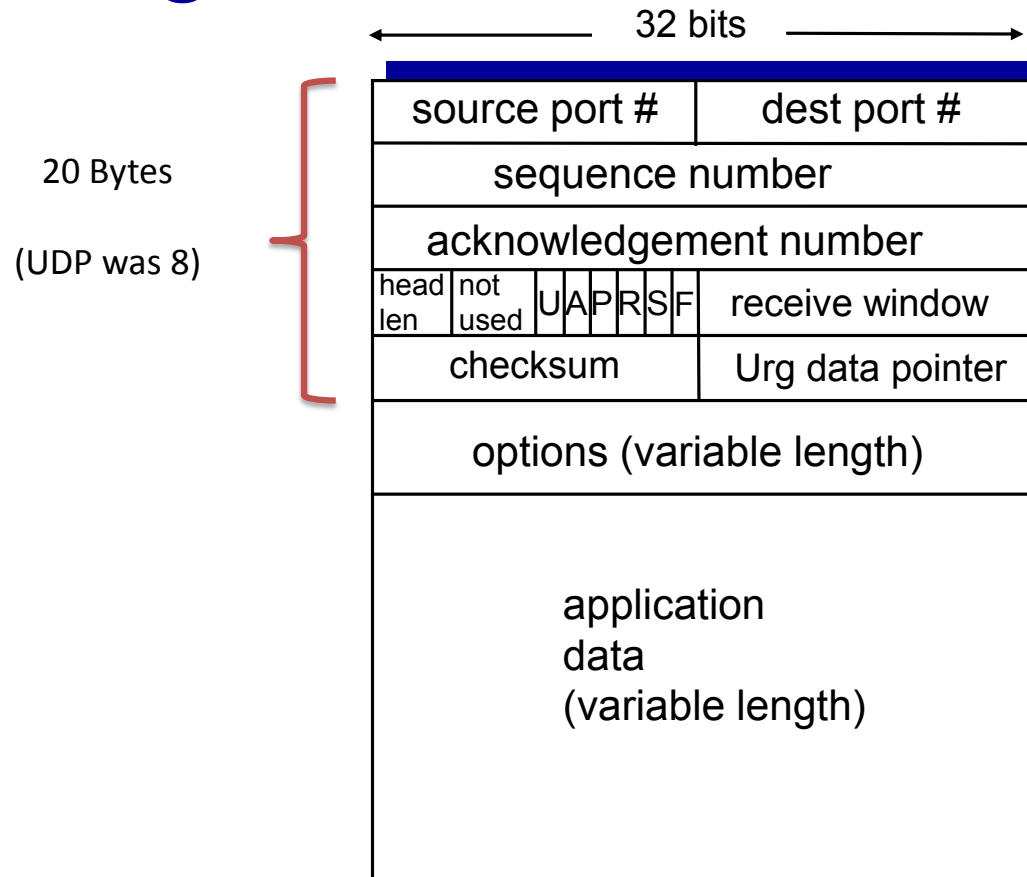 32 bits
source port # dest port #
20 Bytes
sequence number
(UDP was 8)
acknowledgement number
head not U A P R S F receive window
len used
checksum Urg data pointer
options (variable length)
application
data
(variable length)